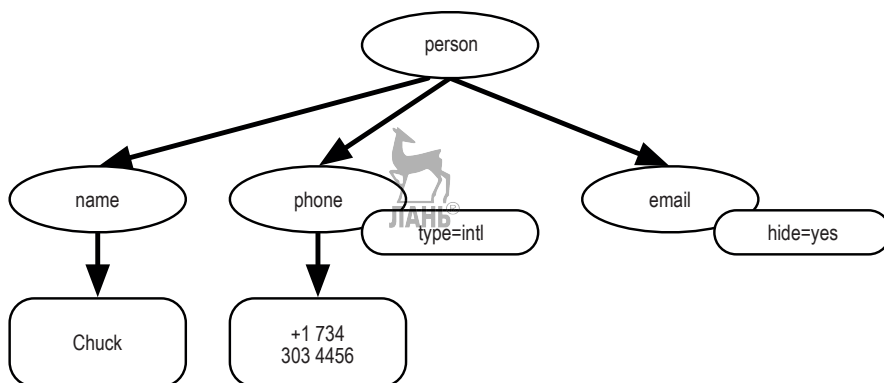 person
name
phone
email
ЛАНЬ®
type=intl
hide=yes
Chuck
+1 734
303 4456